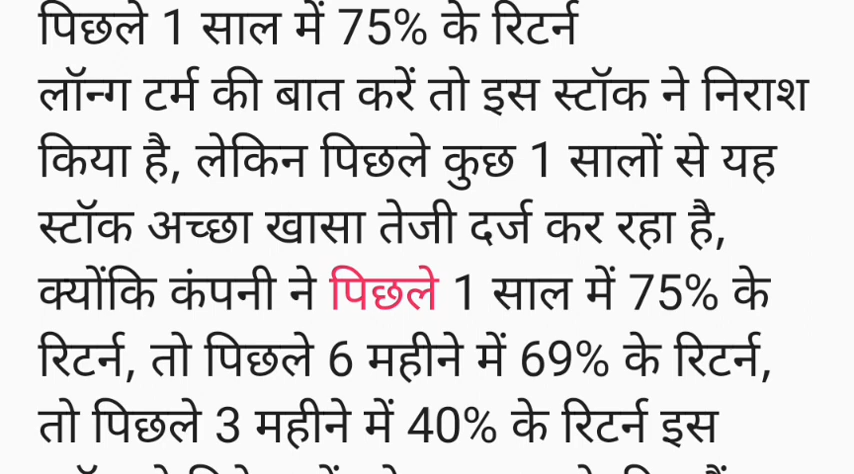 पिछले 1 साल में 75% के रिटर्न
लॉन्ग टर्म की बात करें तो इस स्टॉक ने निराश
किया है, लेकिन पिछले कुछ 1 सालों से यह
स्टॉक अच्छा खासा तेजी दर्ज कर रहा है,
क्योंकि कंपनी ने पिछले 1 साल में 75% के
रिटर्न, तो पिछले 6 महीने में 69% के रिटर्न,
तो पिछले 3 महीने में 40% के रिटर्न इस